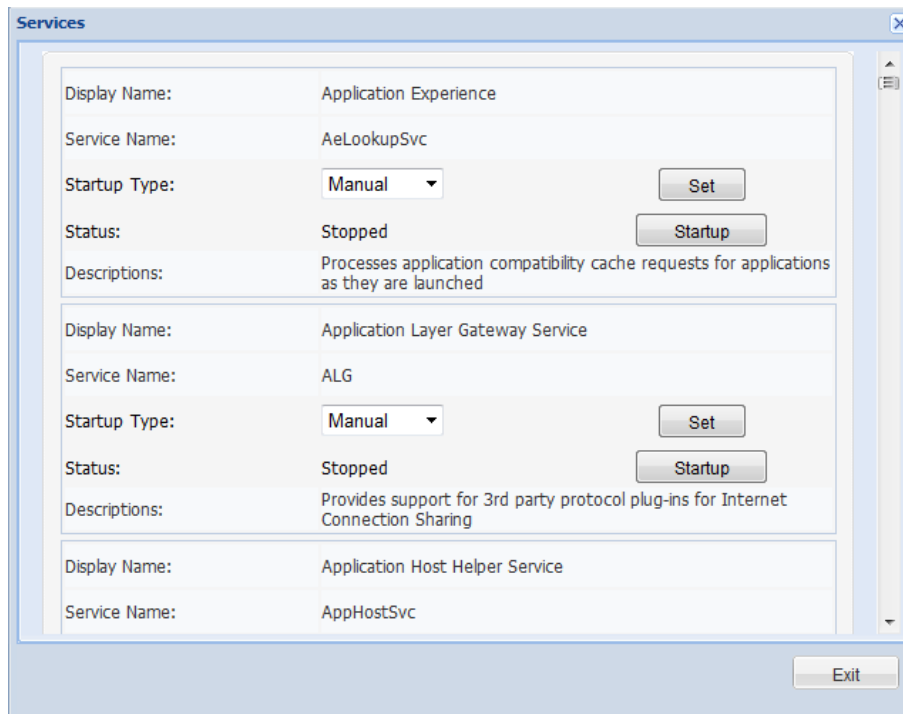 Services
Display Name: Application Experience
Service Name: AeLookupSvc
Startup Type: Manual Set
Status: Stopped Startup
Descriptions: Processes application compatibility cache requests for applications
as they are launched
Display Name: Application Layer Gateway Service
Service Name: ALG
Startup Type: Manual Set
Status: Stopped Startup
Descriptions: Provides support for 3rd party protocol plug-ins for Internet
Connection Sharing
Display Name: Application Host Helper Service
Service Name: AppHostSvc
Exit